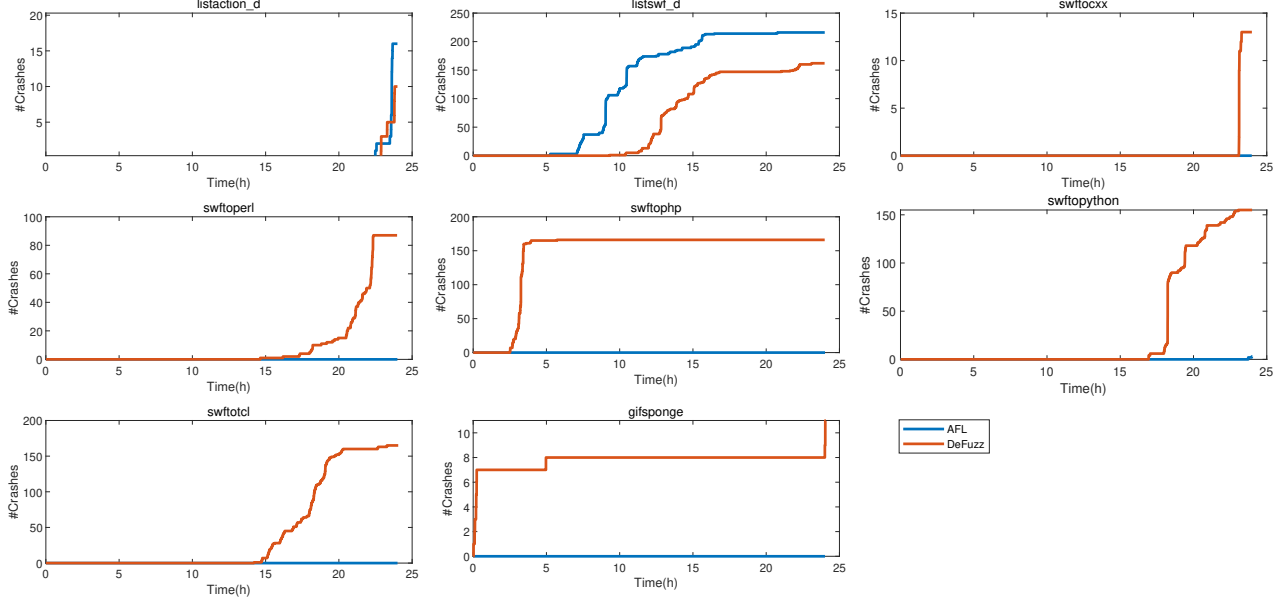 listaction_d
20
15
10
5
#Crashes
0 5 10 15 20 25
Time(h)
listswf_d
250
200
150
100
50
0
#Crashes
0 5 10 15 20 25
Time(h)
swftocxx
15
10
5
0
#Crashes
0 5 10 15 20 25
Time(h)
swftoperl
100
80
60
40
20
0
#Crashes
0 5 10 15 20 25
Time(h)
swftophp
200
150
100
50
0
#Crashes
0 5 10 15 20 25
Time(h)
swftopython
150
100
50
0
#Crashes
0 5 10 15 20 25
Time(h)
swftotcl
200
150
100
50
0
#Crashes
0 5 10 15 20 25
Time(h)
gifsponge
10
8
6
4
2
0
#Crashes
0 5 10 15 20 25
Time(h)
AFL
DeFuzz